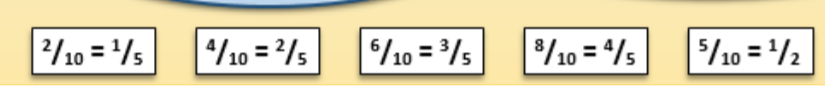 2/10 = 1/5 4/10 = 2/5 6/10 = 3/5 8/10 = 4/5 5/10 = 1/2